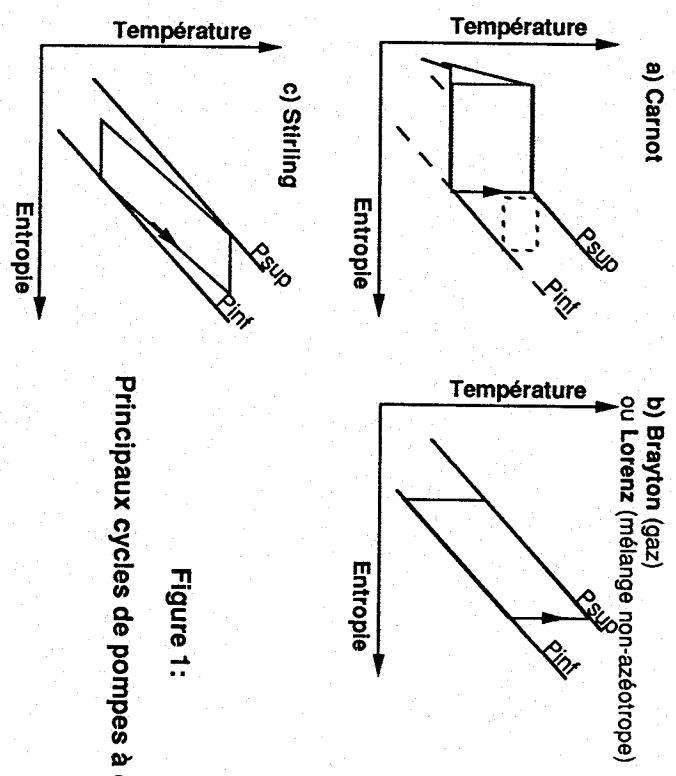 a) Carnot
Température
Psup
Pinf
Entropie
b) Brayton (gaz)
ou Lorenz (mélange non-azéotrope)
Température
Psup
Pinf
Entropie
c) Stirling
Température
Psup
Pinf
Entropie
Figure 1:
Principaux cycles de pompes à